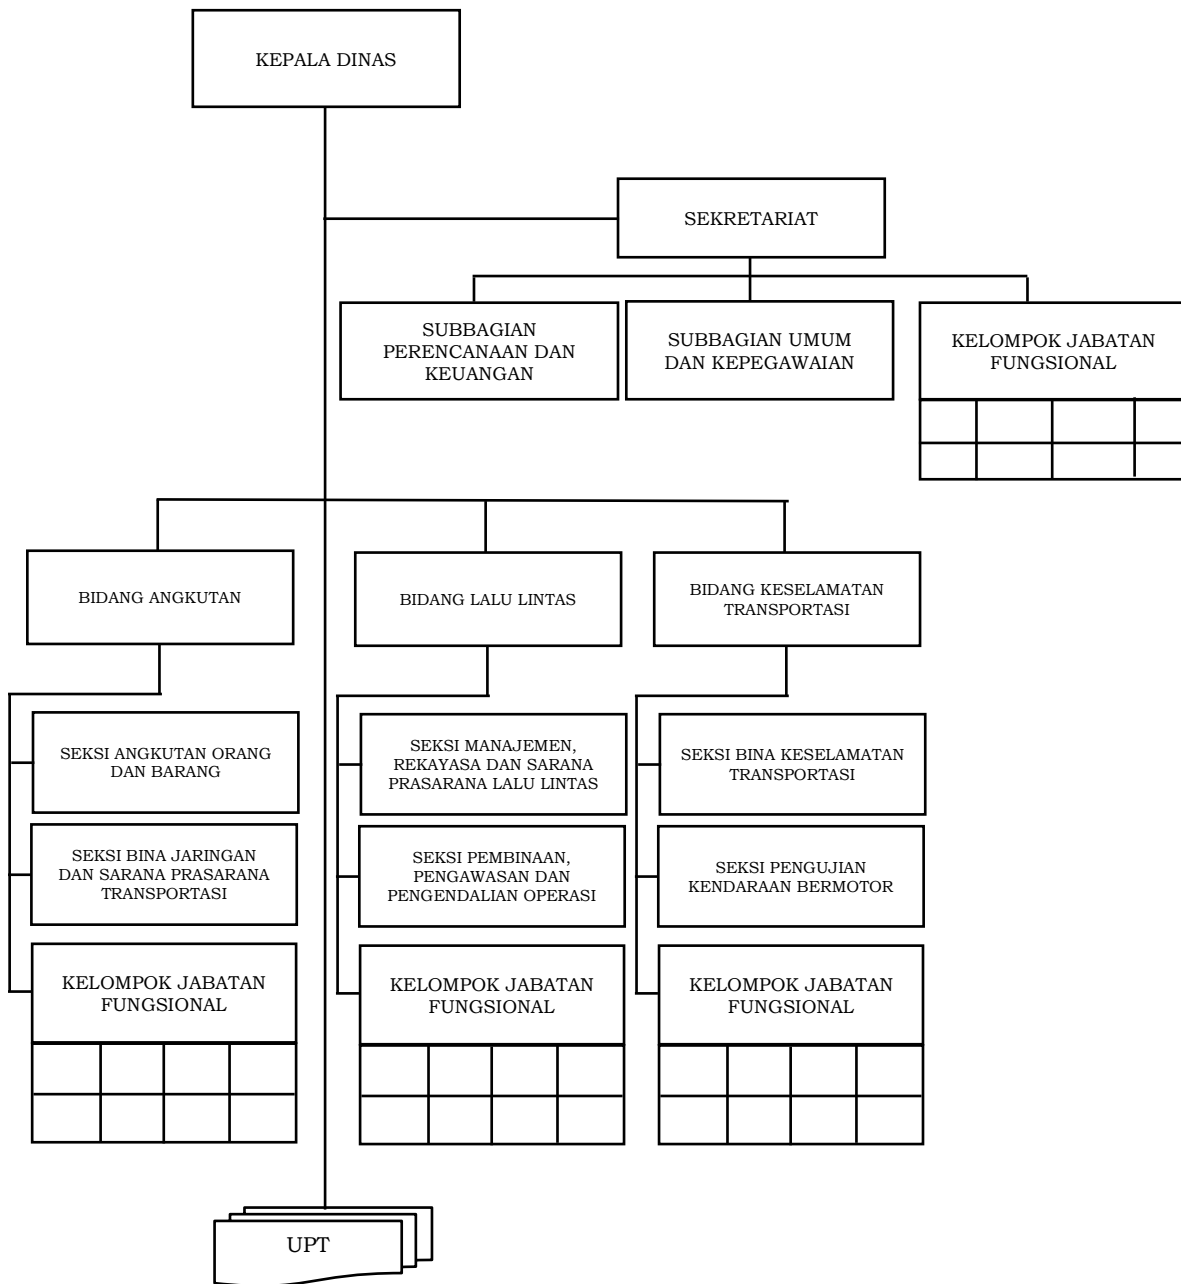 KEPALA DINAS
SEKRETARIAT
SUBBAGIAN
PERENCANAAN DAN
KEUANGAN
SUBBAGIAN UMUM
DAN KEPEGAWAIAN
KELOMPOK JABATAN
FUNGSIONAL
BIDANG ANGKUTAN
BIDANG LALU LINTAS
BIDANG KESELAMATAN
TRANSPORTASI
SEKSI ANGKUTAN ORANG
DAN BARANG
SEKSI MANAJEMEN,
REKAYASA DAN SARANA
PRASARANA LALU LINTAS
SEKSI BINA KESELAMATAN
TRANSPORTASI
SEKSI BINA JARINGAN
DAN SARANA PRASARANA
TRANSPORTASI
SEKSI PEMBINAAN,
PENGAWASAN DAN
PENGENDALIAN OPERASI
SEKSI PENGUJIAN
KENDARAAN BERMOTOR
KELOMPOK JABATAN
FUNGSIONAL
KELOMPOK JABATAN
FUNGSIONAL
KELOMPOK JABATAN
FUNGSIONAL
UPT